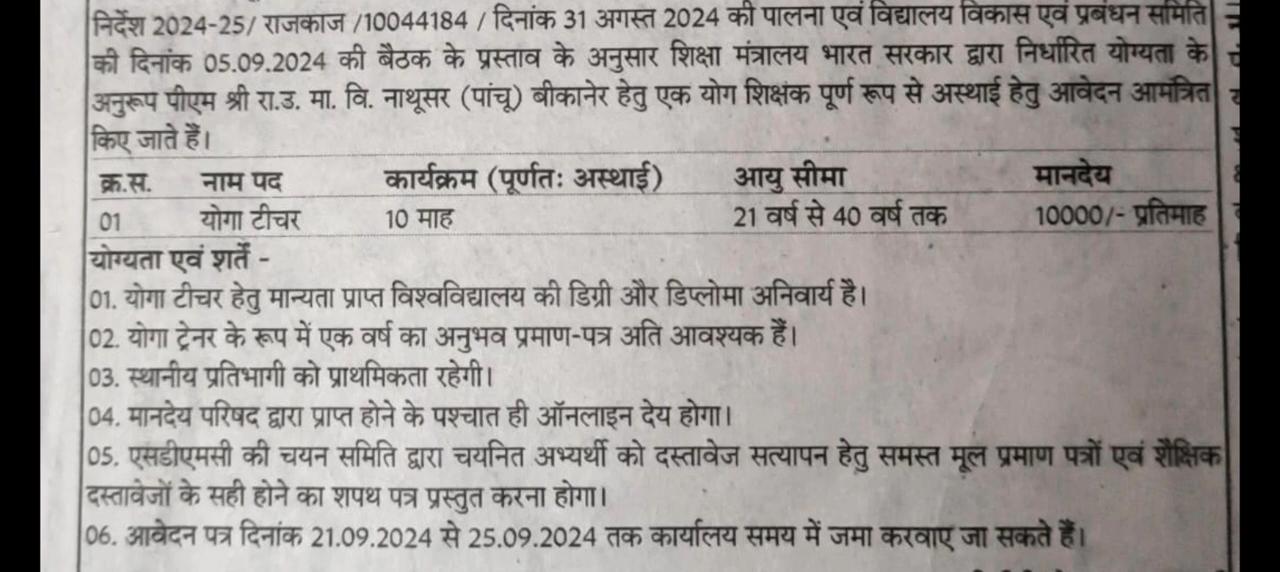 निर्देश 2024-25/ राजकाज /10044184 / दिनांक 31 अगस्त 2024 की पालना एवं विद्यालय विकास एवं प्रबंधन समिति
की दिनांक 05.09.2024 की बैठक के प्रस्ताव के अनुसार शिक्षा मंत्रालय भारत सरकार द्वारा निर्धारित योग्यता के
अनुरूप पीएम श्री रा.उ. मा. वि. नाथूसर (पांचू) बीकानेर हेतु एक योग शिक्षक पूर्ण रूप से अस्थाई हेतु आवेदन आमंत्रित
किए जाते हैं।
क्र.स. नाम पद कार्यक्रम (पूर्णतः अस्थाई) आयु सीमा मानदेय
01 योगा टीचर 10 माह 21 वर्ष से 40 वर्ष तक 10000/- प्रतिमाह
योग्यता एवं शर्तें -
01. योगा टीचर हेतु मान्यता प्राप्त विश्वविद्यालय की डिग्री और डिप्लोमा अनिवार्य है।
02. योगा ट्रेनर के रूप में एक वर्ष का अनुभव प्रमाण-पत्र अति आवश्यक हैं।
03. स्थानीय प्रतिभागी को प्राथमिकता रहेगी।
04. मानदेय परिषद द्वारा प्राप्त होने के पश्चात ही ऑनलाइन देय होगा।
05. एसडीएमसी की चयन समिति द्वारा चयनित अभ्यर्थी को दस्तावेज सत्यापन हेतु समस्त मूल प्रमाण पत्रों एवं शैक्षिक
दस्तावेजों के सही होने का शपथ पत्र प्रस्तुत करना होगा।
06. आवेदन पत्र दिनांक 21.09.2024 से 25.09.2024 तक कार्यालय समय में जमा करवाए जा सकते हैं।